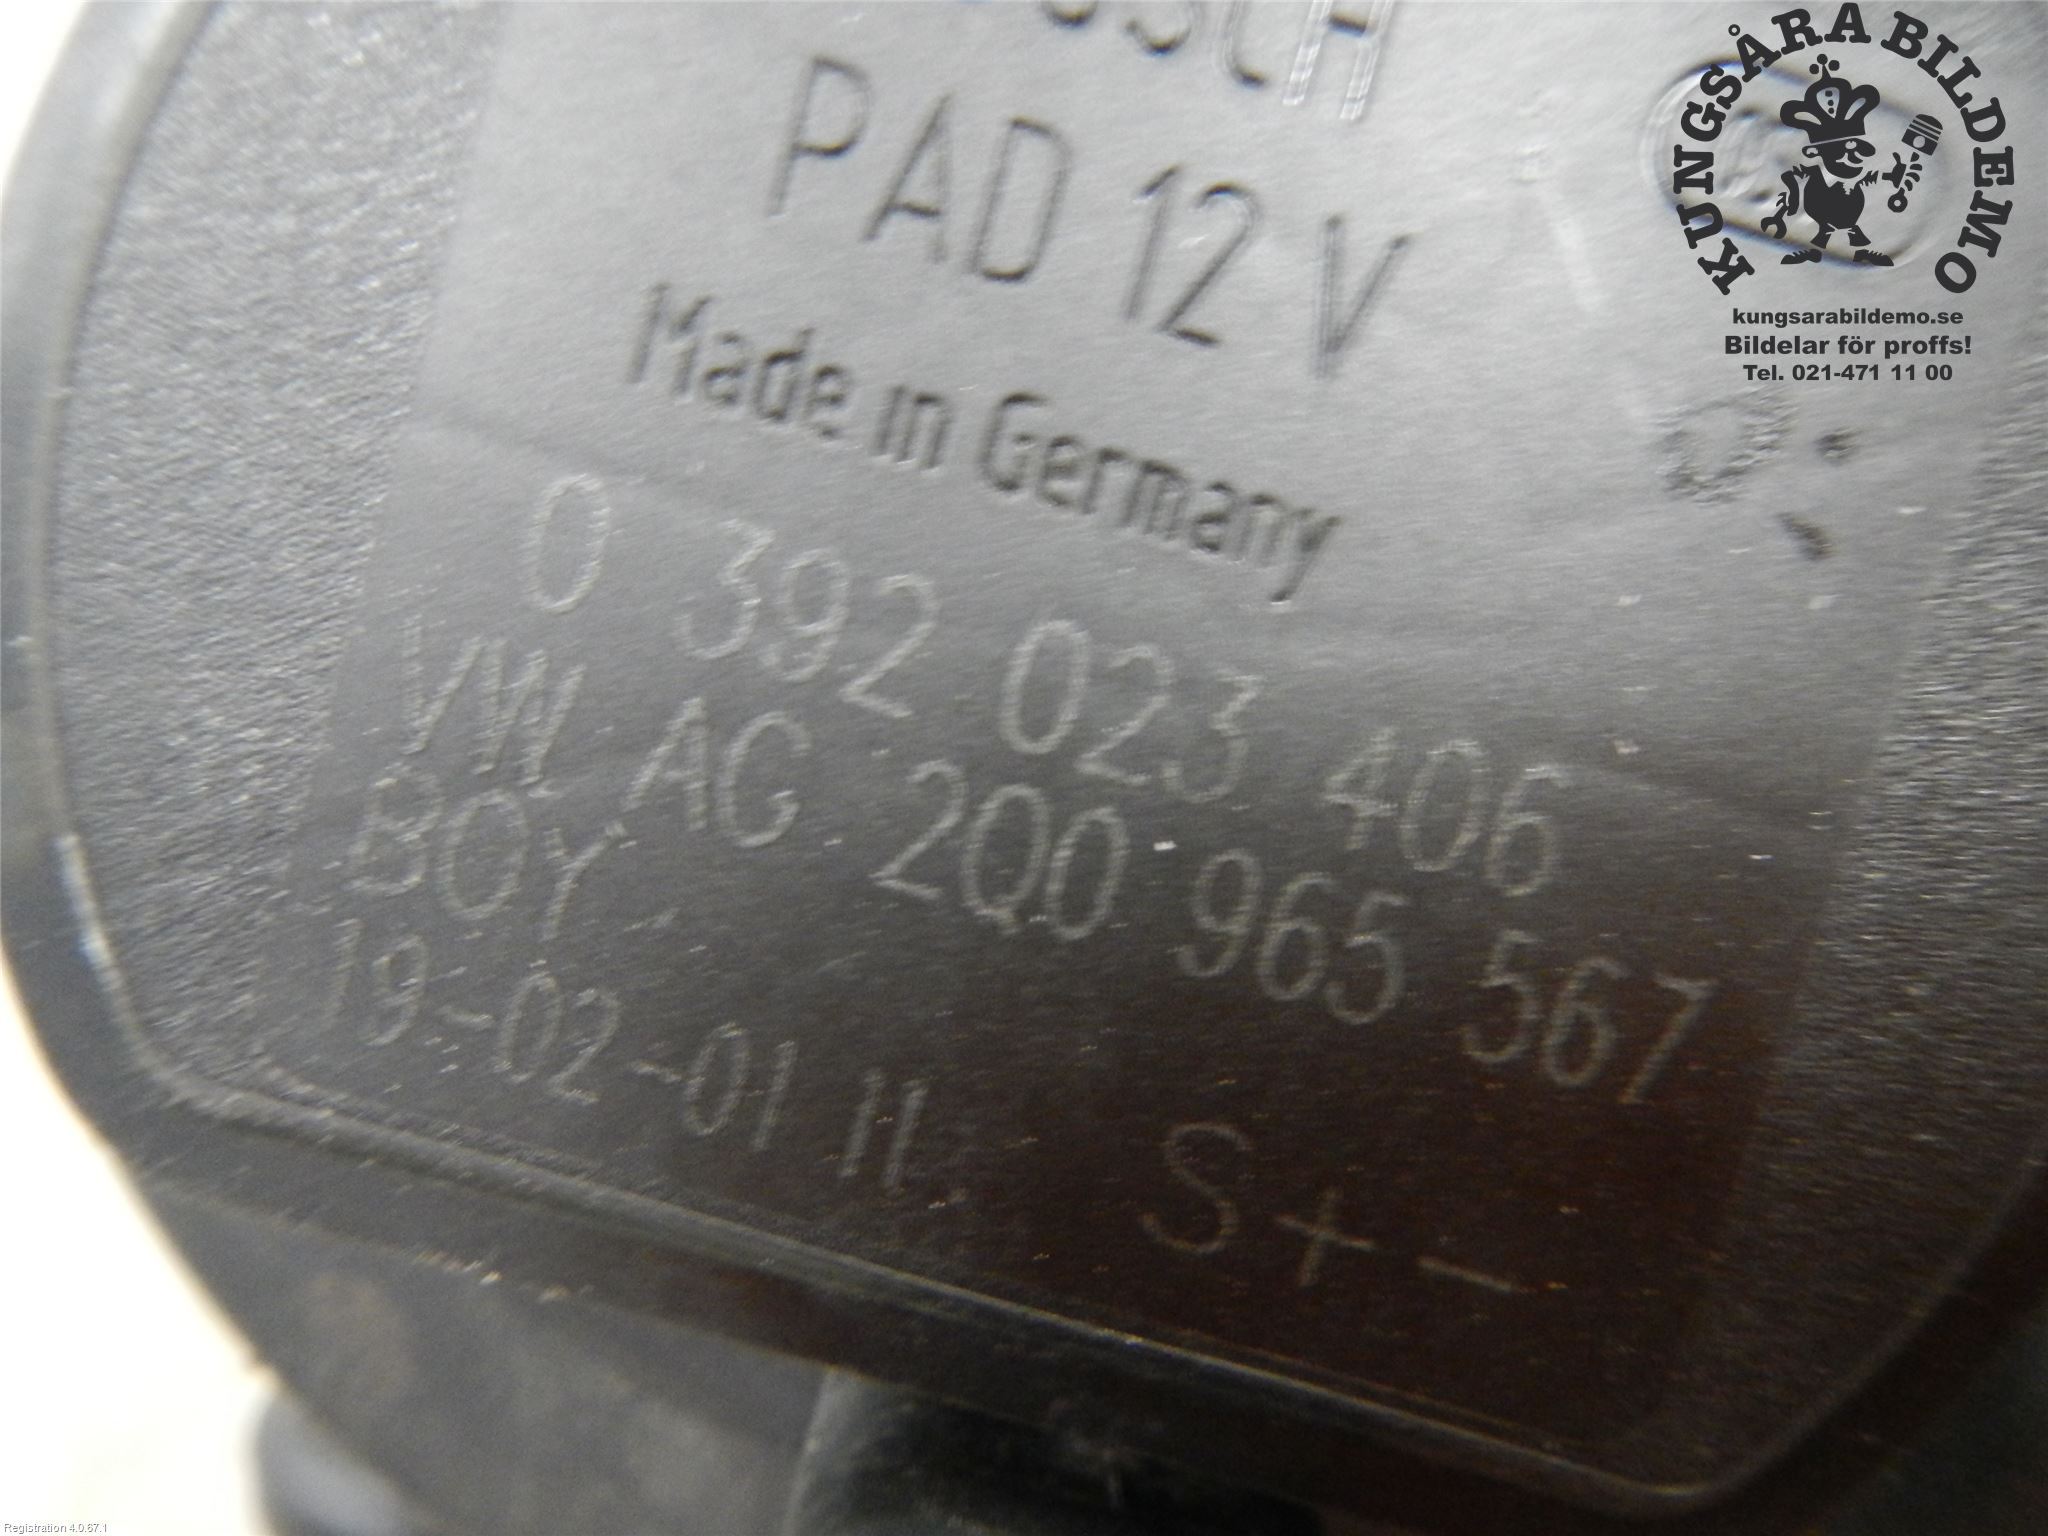 BOSCH
PAD 12 V
Made in Germany
0 392 023 406
VW AG 2Q0 965 567
19-02-01 11
S + -
KUNGSÅRA BILDEMO
kungsarabildemo.se
Bildelar för proffs!
Tel. 021-471 11 00
Registration 4.0.67.1